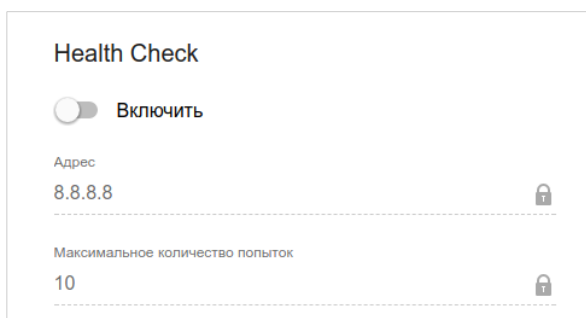 Health Check
Включить
Адрес
8.8.8.8
Максимальное количество попыток
10